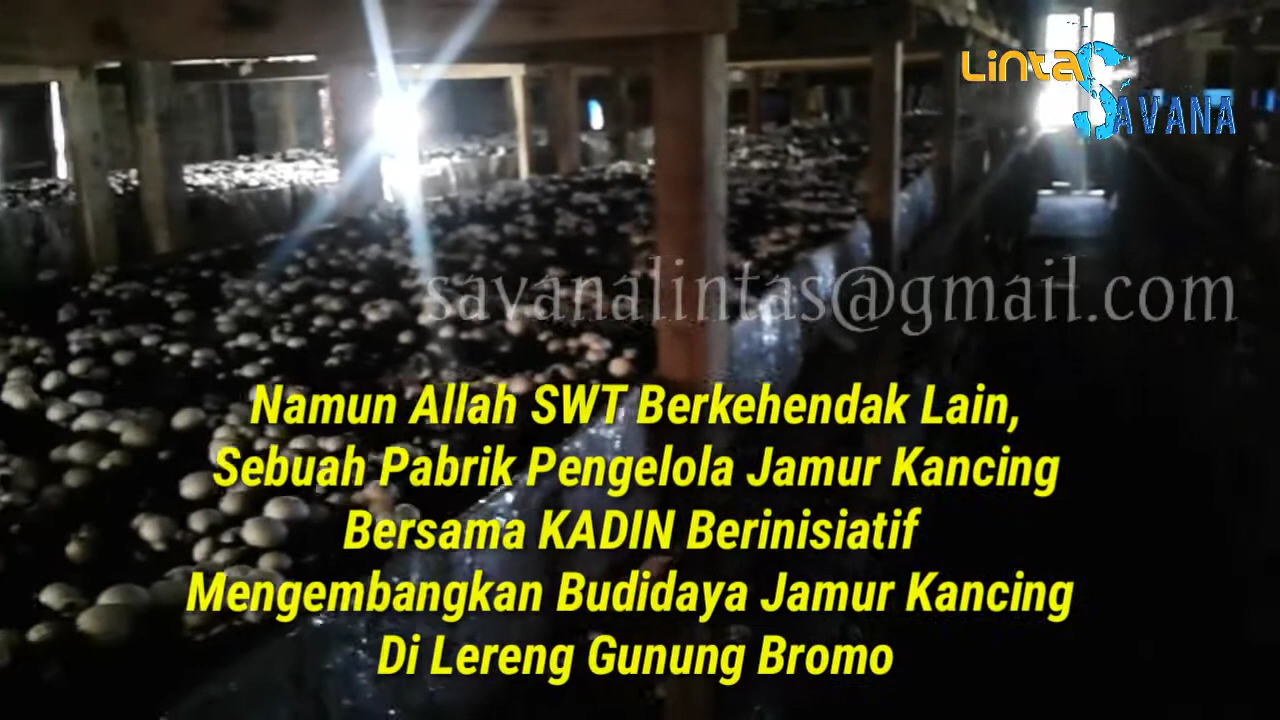 Lintas
Savana
savanalintas@gmail.com
Namun Allah SWT Berkehendak Lain,
Sebuah Pabrik Pengelola Jamur Kancing
Bersama KADIN Berinisiatif
Mengembangkan Budidaya Jamur Kancing
Di Lereng Gunung Bromo